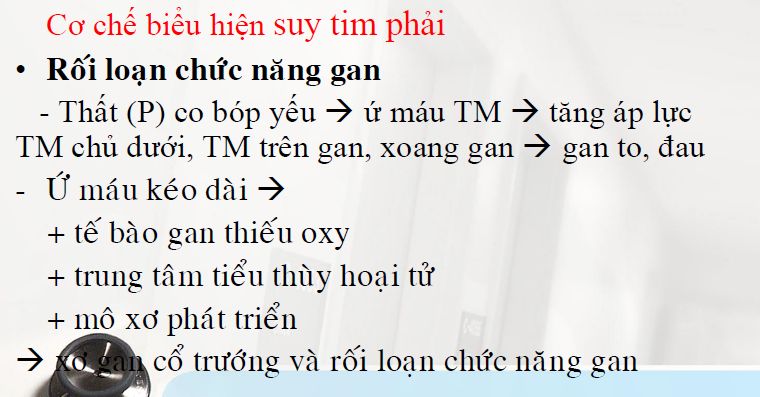 Cơ chế biểu hiện suy tim phải
• Rối loạn chức năng gan
- Thất (P) co bóp yếu → ứ máu TM → tăng áp lực
TM chủ dưới, TM trên gan, xoang gan → gan to, đau
- Ứ máu kéo dài →
+ tế bào gan thiếu oxy
+ trung tâm tiểu thùy hoại tử
+ mô xơ phát triển
→ xơ gan cổ trướng và rối loạn chức năng gan